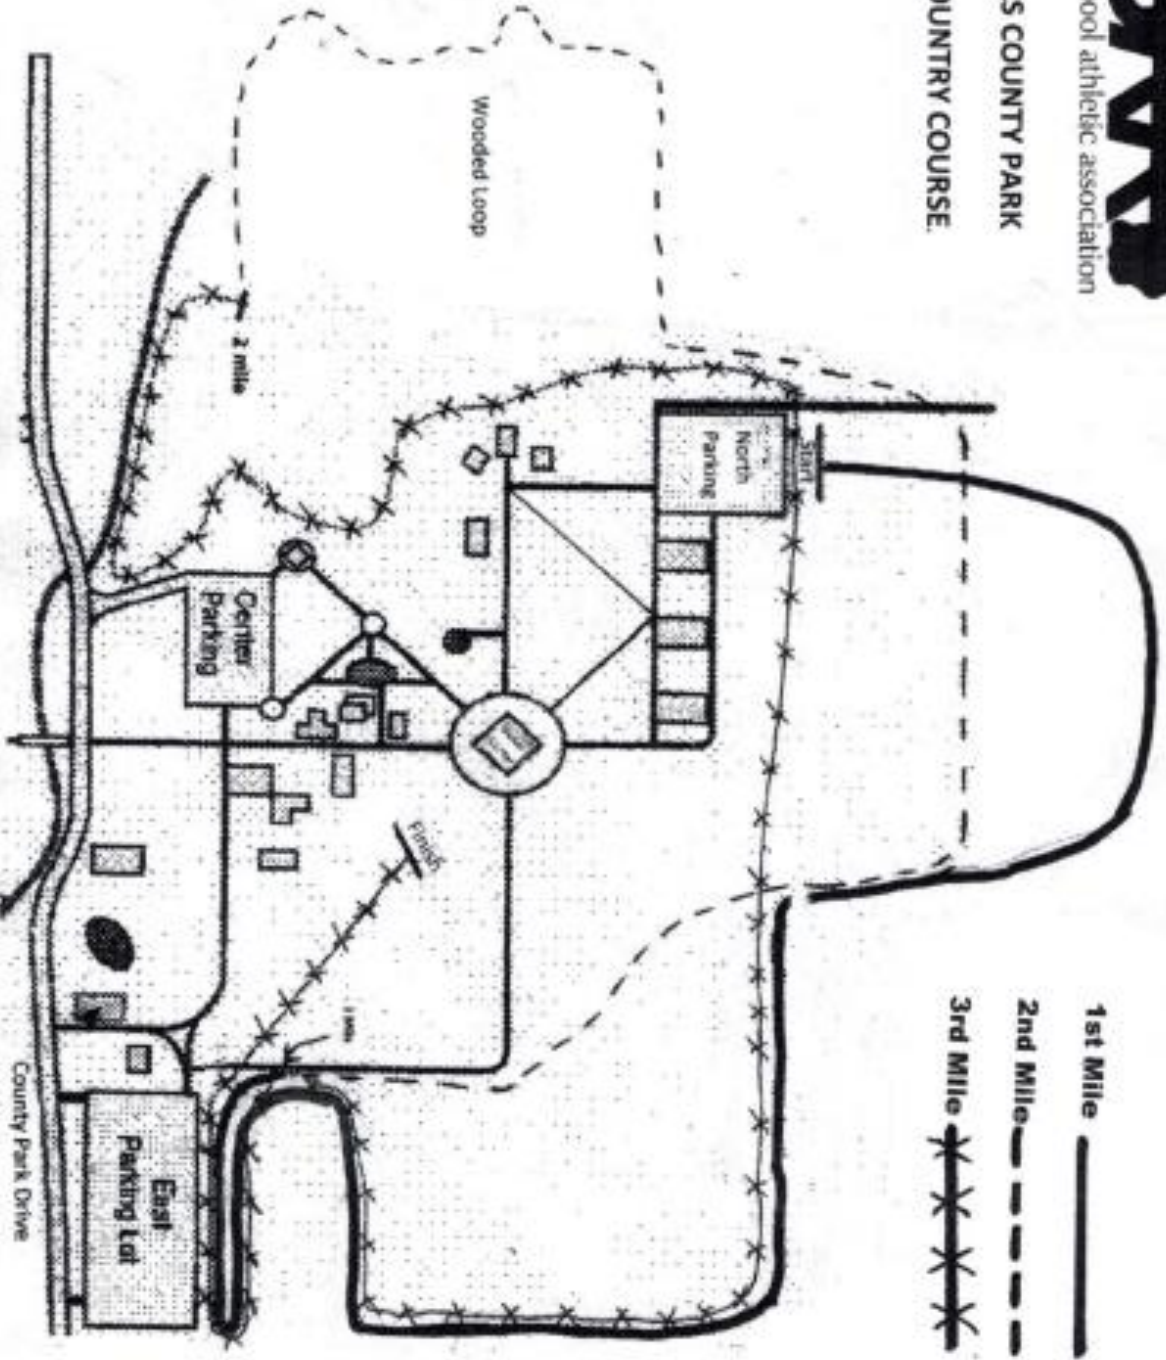 ool athletic association
S COUNTY PARK
OUNTRY COURSE.
1st Mile
2nd Mile
3rd Mile
Wooded Loop
2 mile
North
Parking
Start
Center
Parking
Finish
East
Parking Lot
County Park Drive